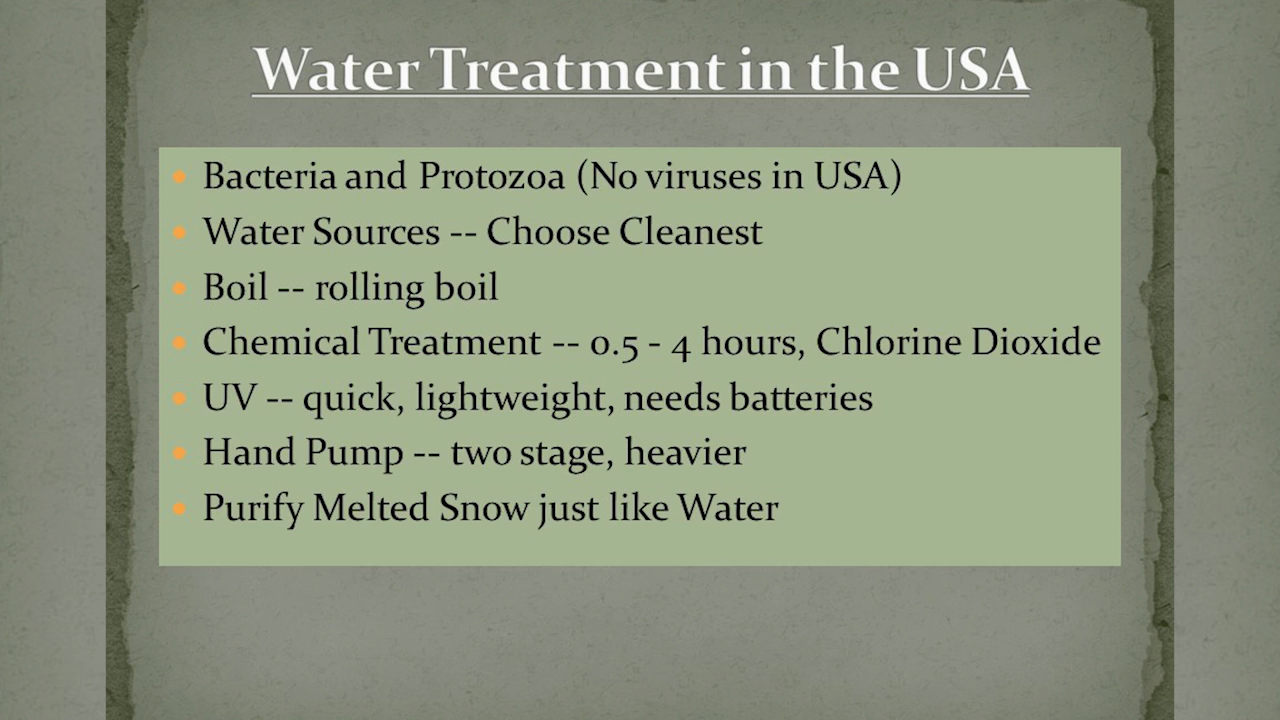 Water Treatment in the USA
• Bacteria and Protozoa (No viruses in USA)
• Water Sources -- Choose Cleanest
• Boil -- rolling boil
• Chemical Treatment -- 0.5 - 4 hours, Chlorine Dioxide
• UV -- quick, lightweight, needs batteries
• Hand Pump -- two stage, heavier
• Purify Melted Snow just like Water